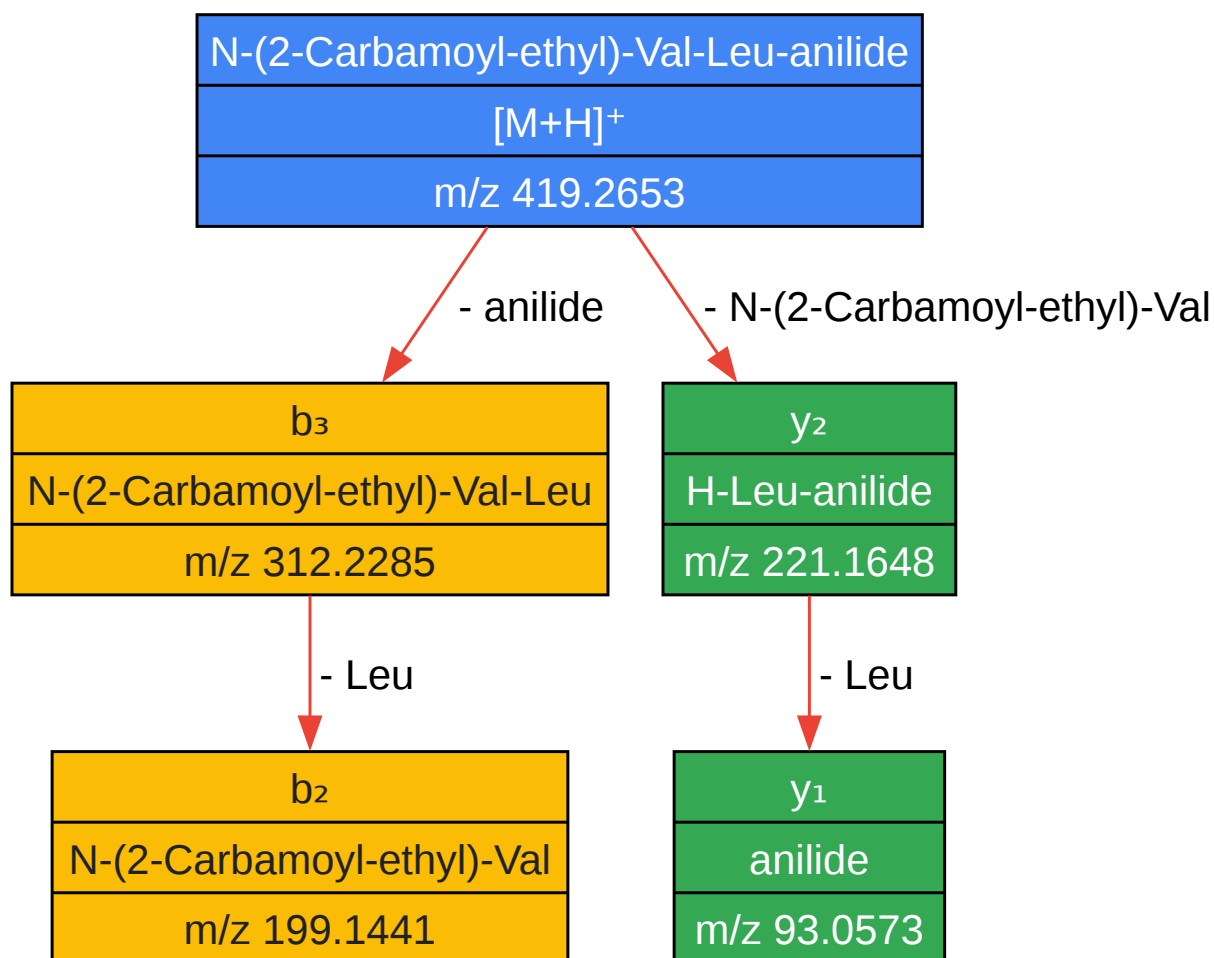 N-(2-Carbamoyl-ethyl)-Val-Leu-anilide
[M+H]⁺
m/z 419.2653
- anilide
- N-(2-Carbamoyl-ethyl)-Val
b₃
N-(2-Carbamoyl-ethyl)-Val-Leu
m/z 312.2285
y₂
H-Leu-anilide
m/z 221.1648
- Leu
- Leu
b₂
N-(2-Carbamoyl-ethyl)-Val
m/z 199.1441
y₁
anilide
m/z 93.0573